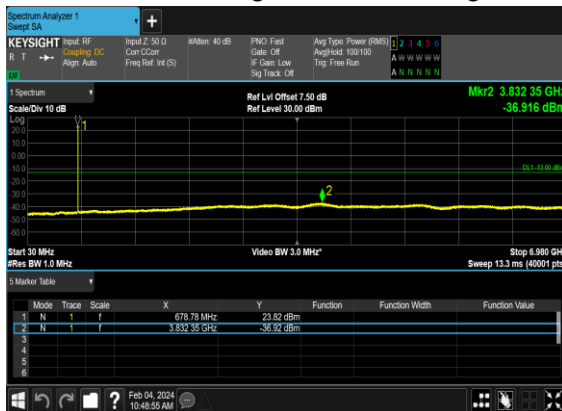 Spectrum Analyzer 1
Swept SA
+
KEYSIGHT Input: RF Input Z: 50 Ω #Atten: 40 dB PNO: Fast Avg Type: Power (RMS) 1 2 3 4 5 6
R T Coupling: DC Corr CCorr Gate: Off Avg|Hold: 100/100 A W W W W W
Align: Auto Freq Ref: Int (S) IF Gain: Low Trig: Free Run A N N N N N
LXI Sig Track: Off
1 Spectrum Ref Lvl Offset 7.50 dB Mkr2 3.832 35 GHz
Scale/Div 10 dB Ref Level 30.00 dBm -36.916 dBm
Log
1
20.0
10.0
0.00
-10.0 DL1 -13.00 dBm
-20.0
2
-30.0
-40.0
-50.0
-60.0
Start 30 MHz Video BW 3.0 MHz* Stop 6.980 GHz
#Res BW 1.0 MHz Sweep 13.3 ms (40001 pts)
5 Marker Table
Mode Trace Scale X Y Function Function Width Function Value
1 N 1 f 678.78 MHz 23.82 dBm
2 N 1 f 3.832 35 GHz -36.92 dBm
3
4
5
6
? Feb 04, 2024
10:48:55 AM